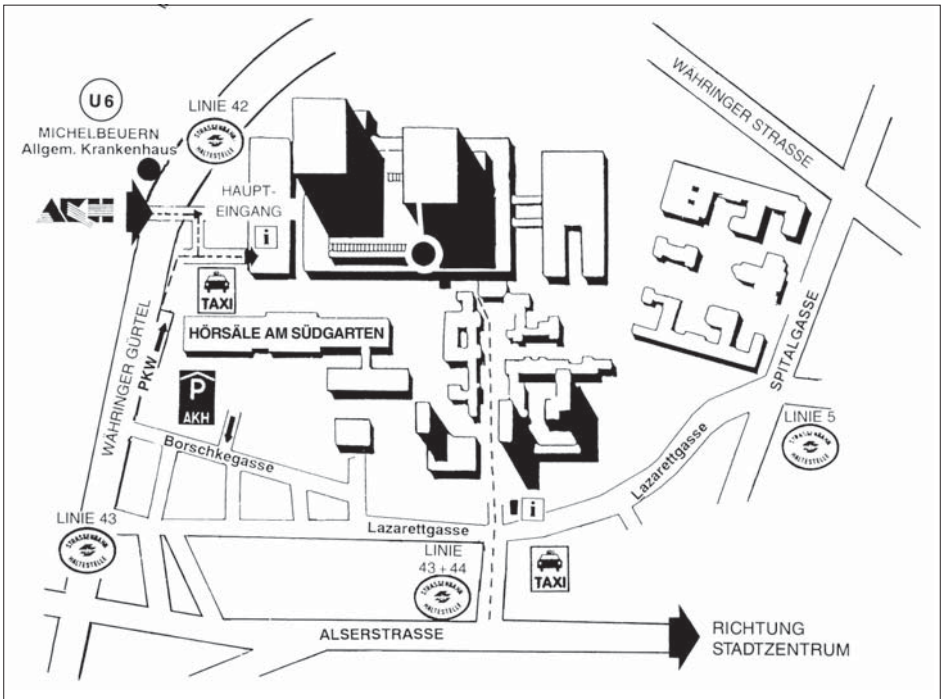 U6
MICHELBEUERN
Allgem. Krankenhaus
LINIE 42
STRASSENBAHN
HALTESTELLE
WÄHRINGER STRASSE
AKH
HAUPT-
EINGANG
i
TAXI
HÖRSÄLE AM SÜDGARTEN
WÄHRINGER GÜRTEL
PKW
P
AKH
Borschkegasse
SPITALGASSE
LINIE 5
STRASSENBAHN
HALTESTELLE
Lazarettgasse
i
LINIE 43
STRASSENBAHN
HALTESTELLE
Lazarettgasse
LINIE
43 + 44
STRASSENBAHN
HALTESTELLE
TAXI
ALSERSTRASSE
RICHTUNG
STADTZENTRUM